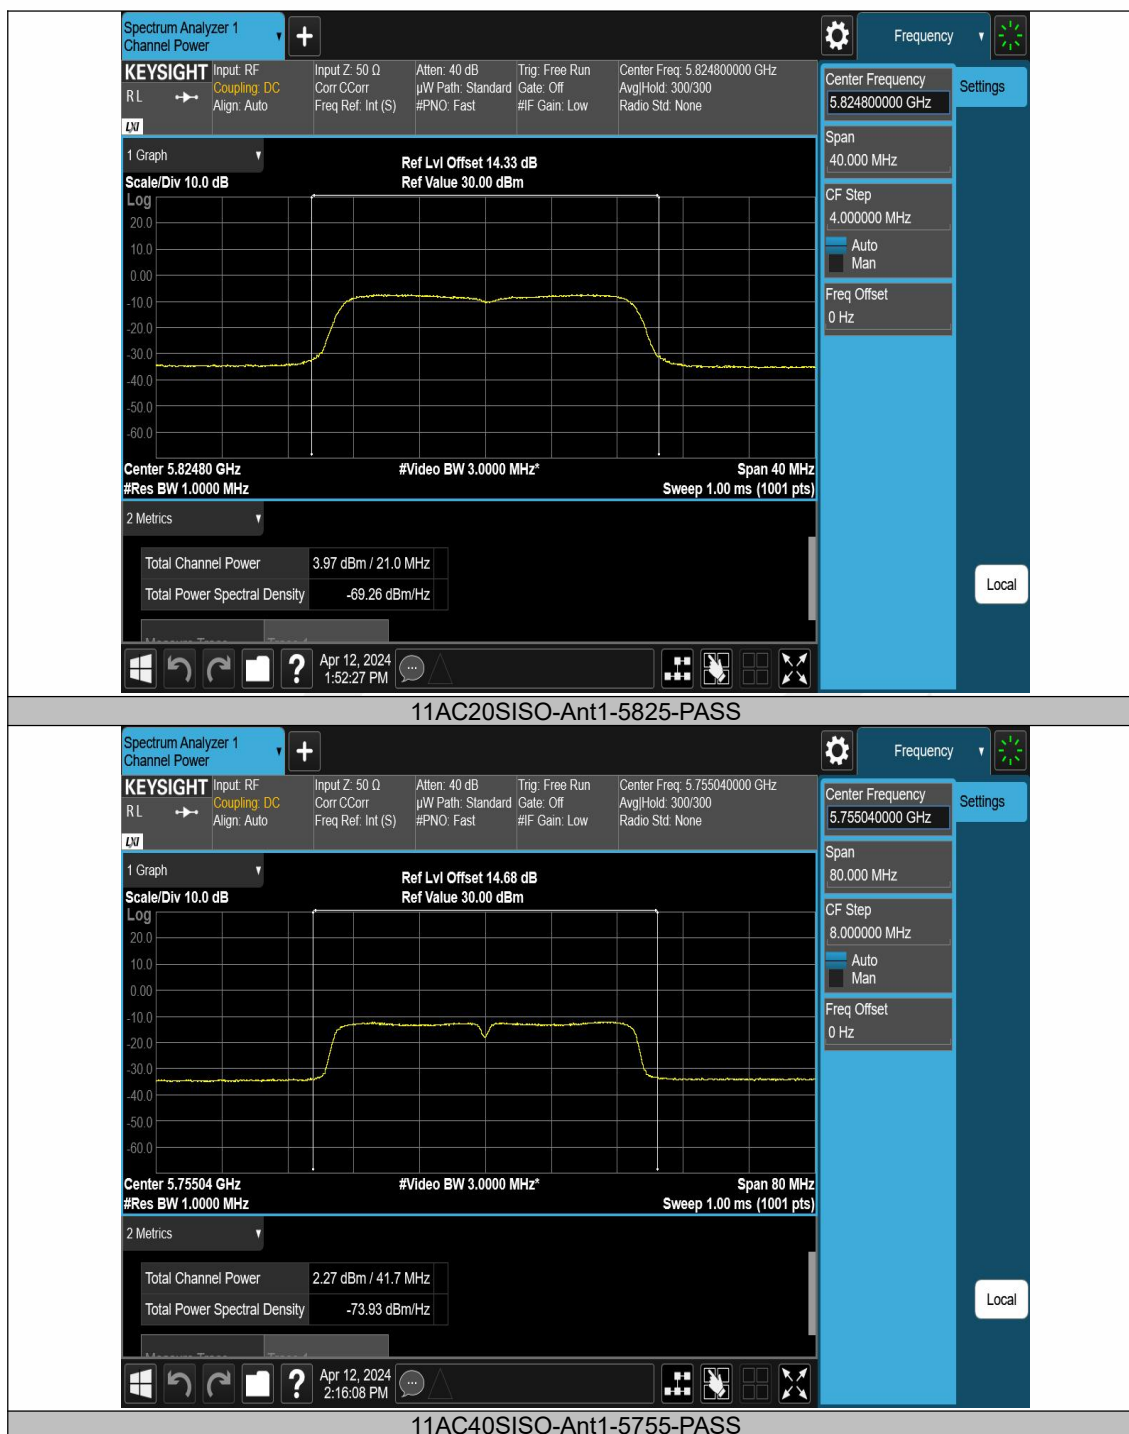 Spectrum Analyzer 1
Channel Power
Frequency
KEYSIGHT
RL
LXI
Input: RF
Coupling: DC
Align: Auto
Input Z: 50 Ω
Corr CCorr
Freq Ref: Int (S)
Atten: 40 dB
µW Path: Standard
#PNO: Fast
Trig: Free Run
Gate: Off
#IF Gain: Low
Center Freq: 5.824800000 GHz
Avg|Hold: 300/300
Radio Std: None
Center Frequency
5.824800000 GHz
Settings
Span
40.000 MHz
CF Step
4.000000 MHz
Auto
Man
Freq Offset
0 Hz
Local
1 Graph
Scale/Div 10.0 dB
Ref Lvl Offset 14.33 dB
Ref Value 30.00 dBm
Log
20.0
10.0
0.00
-10.0
-20.0
-30.0
-40.0
-50.0
-60.0
Center 5.82480 GHz
#Video BW 3.0000 MHz*
Span 40 MHz
#Res BW 1.0000 MHz
Sweep 1.00 ms (1001 pts)
2 Metrics
Total Channel Power 3.97 dBm / 21.0 MHz
Total Power Spectral Density -69.26 dBm/Hz
?
Apr 12, 2024
1:52:27 PM
11AC20SISO-Ant1-5825-PASS
Spectrum Analyzer 1
Channel Power
Frequency
KEYSIGHT
RL
LXI
Input: RF
Coupling: DC
Align: Auto
Input Z: 50 Ω
Corr CCorr
Freq Ref: Int (S)
Atten: 40 dB
µW Path: Standard
#PNO: Fast
Trig: Free Run
Gate: Off
#IF Gain: Low
Center Freq: 5.755040000 GHz
Avg|Hold: 300/300
Radio Std: None
Center Frequency
5.755040000 GHz
Settings
Span
80.000 MHz
CF Step
8.000000 MHz
Auto
Man
Freq Offset
0 Hz
Local
1 Graph
Scale/Div 10.0 dB
Ref Lvl Offset 14.68 dB
Ref Value 30.00 dBm
Log
20.0
10.0
0.00
-10.0
-20.0
-30.0
-40.0
-50.0
-60.0
Center 5.75504 GHz
#Video BW 3.0000 MHz*
Span 80 MHz
#Res BW 1.0000 MHz
Sweep 1.00 ms (1001 pts)
2 Metrics
Total Channel Power 2.27 dBm / 41.7 MHz
Total Power Spectral Density -73.93 dBm/Hz
?
Apr 12, 2024
2:16:08 PM
11AC40SISO-Ant1-5755-PASS